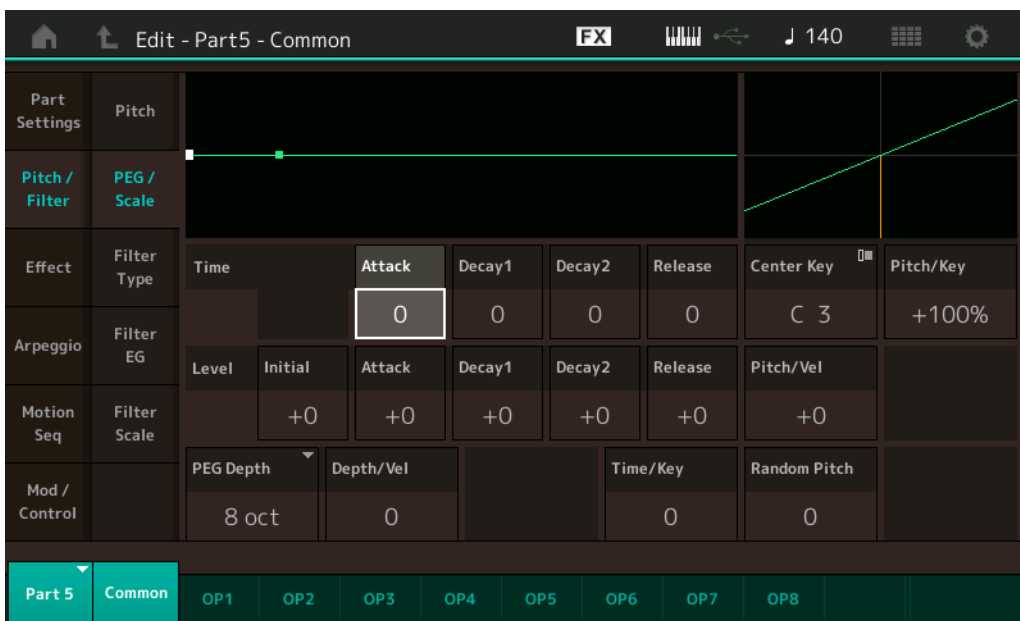 Edit - Part5 - Common
FX
140
Part Settings
Pitch / Filter
Effect
Arpeggio
Motion Seq
Mod / Control
Pitch
PEG / Scale
Filter Type
Filter EG
Filter Scale
Time Attack Decay1 Decay2 Release Center Key Pitch/Key
0 0 0 0 C 3 +100%
Level Initial Attack Decay1 Decay2 Release Pitch/Vel
+0 +0 +0 +0 +0 +0
PEG Depth Depth/Vel Time/Key Random Pitch
8 oct 0 0 0
Part 5 Common OP1 OP2 OP3 OP4 OP5 OP6 OP7 OP8